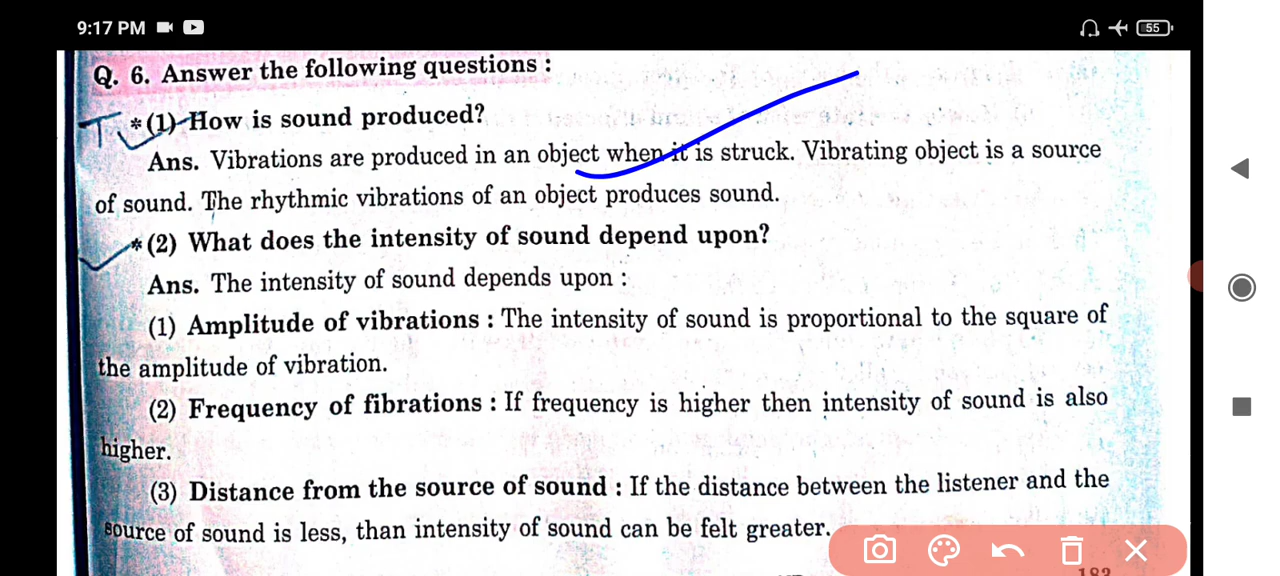 9:17 PM
55
Q. 6. Answer the following questions :
T *(1) How is sound produced?
Ans. Vibrations are produced in an object when it is struck. Vibrating object is a source
of sound. The rhythmic vibrations of an object produces sound.
*(2) What does the intensity of sound depend upon?
Ans. The intensity of sound depends upon :
(1) Amplitude of vibrations : The intensity of sound is proportional to the square of
the amplitude of vibration.
(2) Frequency of fibrations : If frequency is higher then intensity of sound is also
higher.
(3) Distance from the source of sound : If the distance between the listener and the
source of sound is less, than intensity of sound can be felt greater.